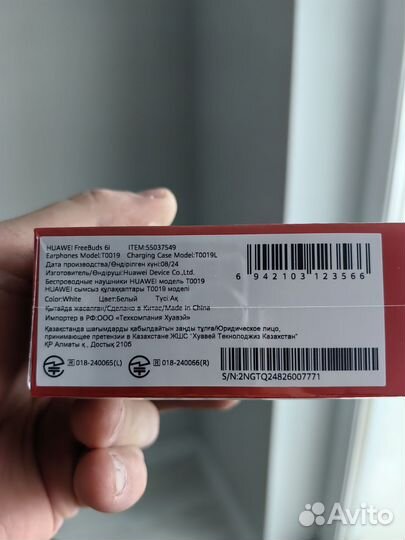 HUAWEI FreeBuds 6i ITEM:55037549
Earphones Model:T0019 Charging Case Model:T0019L
Дата производства/Өндірілген күні:08/24
Изготовитель/Өндіруші:Huawei Device Co.,Ltd.
Беспроводные наушники HUAWEI модель T0019
HUAWEI сымсыз құлаққаптары T0019 моделі
Color:White Цвет:Белый Түсі:Ақ
Қытайда жасалған/Сделано в Китае/Made in China
Импортер в РФ:ООО «Техкомпания Хуавэй»
6 942103 123566
Қазақстанда шағымдарды қабылдайтын заңды тұлға/Юридическое лицо,
принимающее претензии в Казахстане ЖШС "Хуавей Текнолоджиз Казахстан"
ҚР Алматы қ., Достық 210б
R 018-240065(L) R 018-240066(R)
S/N:2NGTQ24826007771
Avito